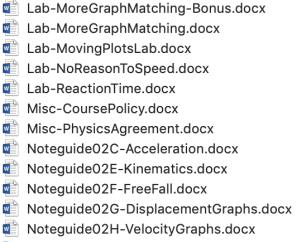 Lab-MoreGraphMatching-Bonus.docx
Lab-MoreGraphMatching.docx
Lab-MovingPlotsLab.docx
Lab-NoReasonToSpeed.docx
Lab-ReactionTime.docx
Misc-CoursePolicy.docx
Misc-PhysicsAgreement.docx
Noteguide02C-Acceleration.docx
Noteguide02E-Kinematics.docx
Noteguide02F-FreeFall.docx
Noteguide02G-DisplacementGraphs.docx
Noteguide02H-VelocityGraphs.docx